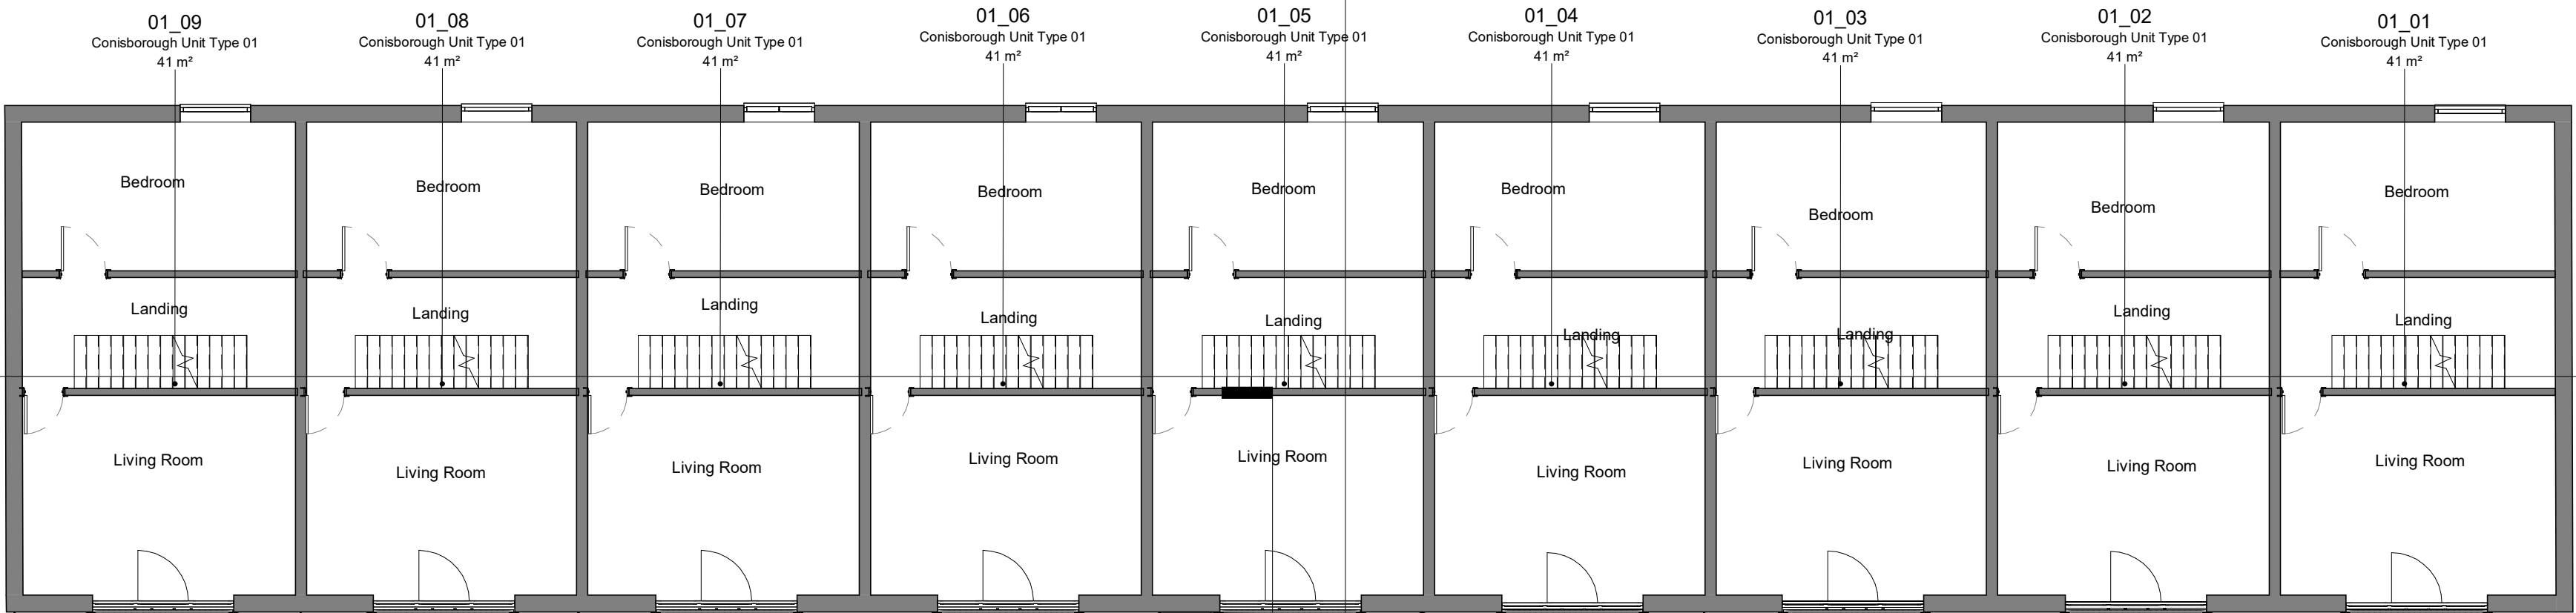 01_09
Conisborough Unit Type 01
41 m²
01_08
Conisborough Unit Type 01
41 m²
01_07
Conisborough Unit Type 01
41 m²
01_06
Conisborough Unit Type 01
41 m²
01_05
Conisborough Unit Type 01
41 m²
01_04
Conisborough Unit Type 01
41 m²
01_03
Conisborough Unit Type 01
41 m²
01_02
Conisborough Unit Type 01
41 m²
01_01
Conisborough Unit Type 01
41 m²
Bedroom
Bedroom
Bedroom
Bedroom
Bedroom
Bedroom
Bedroom
Bedroom
Bedroom
Landing
Landing
Landing
Landing
Landing
Landing
Landing
Landing
Landing
Living Room
Living Room
Living Room
Living Room
Living Room
Living Room
Living Room
Living Room
Living Room